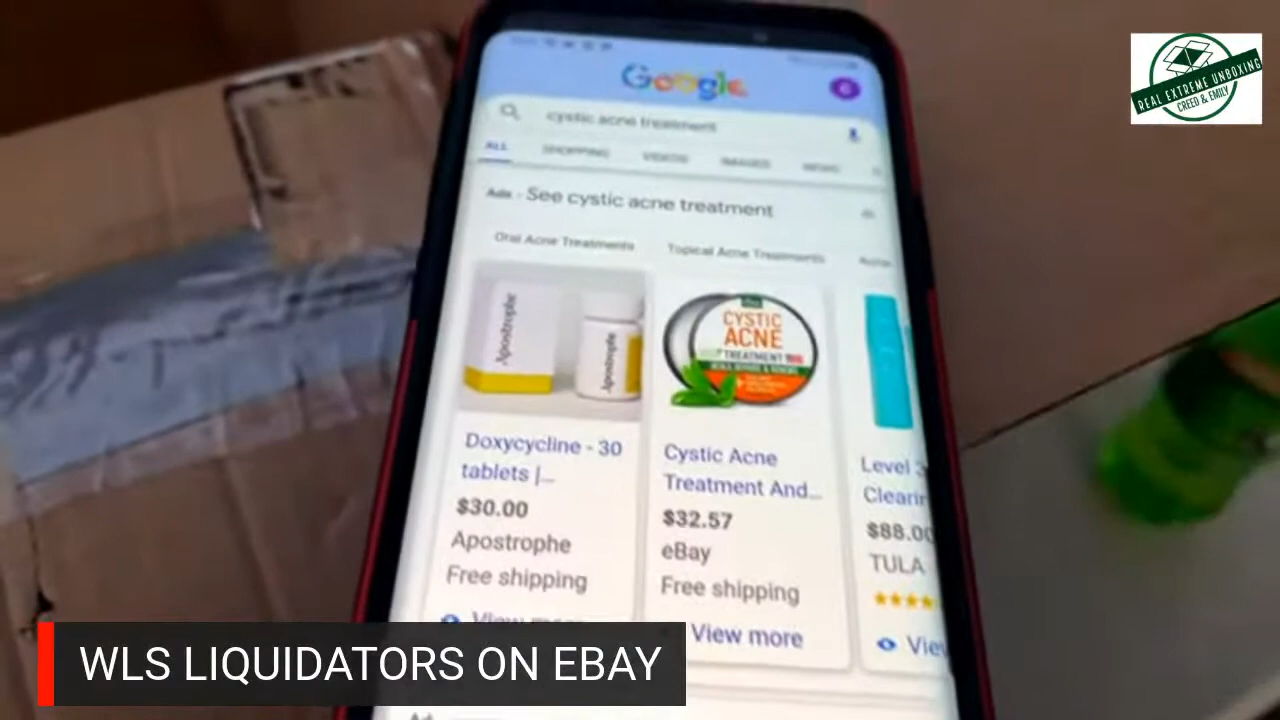 Google
cystic acne treatment
ALL SHOPPING VIDEOS IMAGES NEWS
Ads · See cystic acne treatment
Oral Acne Treatments
Topical Acne Treatments
Apostrophe
Apostrophe
CYSTIC
ACNE
TREATMENT
Doxycycline - 30
tablets |...
$30.00
Apostrophe
Free shipping
Cystic Acne
Treatment And...
$32.57
eBay
Free shipping
View more
Level
Clearin
$88.00
TULA
View
WLS LIQUIDATORS ON EBAY
REAL EXTREME UNBOXING
CREED & EMILY